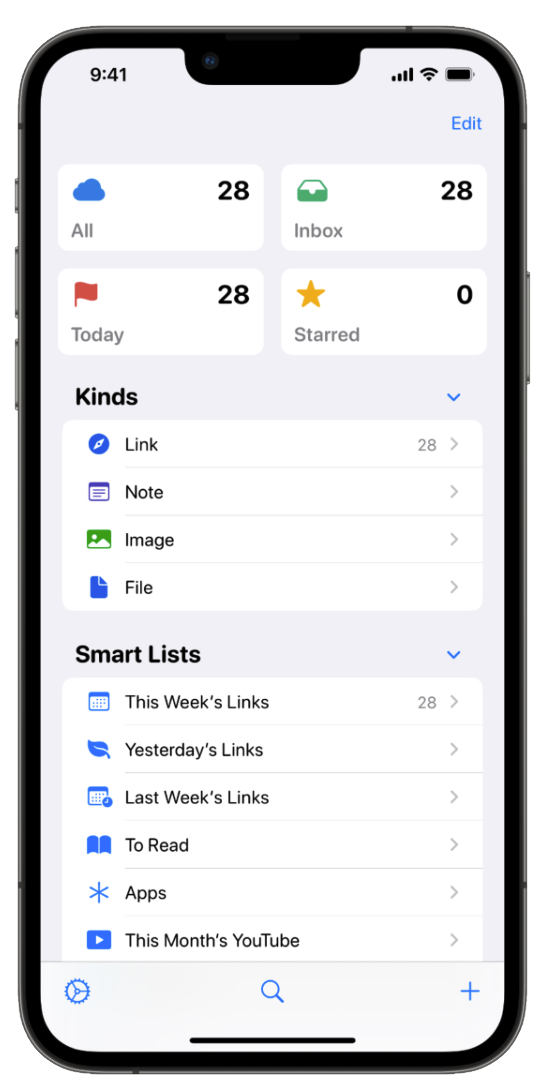 9:41
Edit
28
28
All
Inbox
28
0
Today
Starred
Kinds
Link 28
Note
Image
File
Smart Lists
This Week's Links 28
Yesterday's Links
Last Week's Links
To Read
Apps
This Month's YouTube